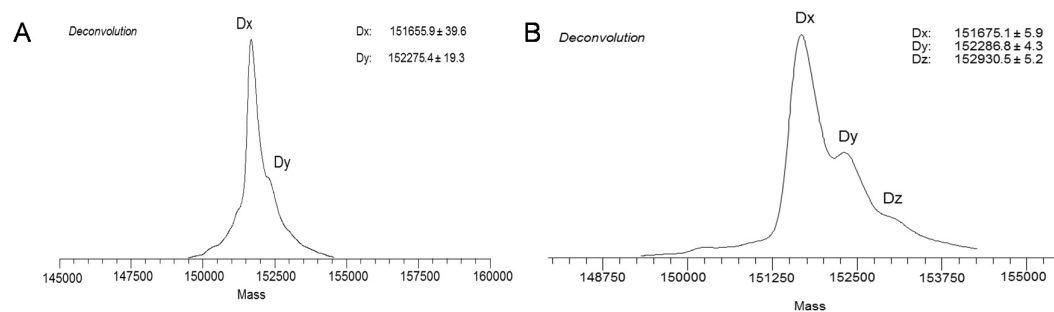 A
Deconvolution
Dx
Dx: 151655.9 ± 39.6
Dy: 152275.4 ± 19.3
Dy
145000 147500 150000 152500 155000 157500 160000
Mass
B
Deconvolution
Dx
Dx: 151675.1 ± 5.9
Dy: 152286.8 ± 4.3
Dz: 152930.5 ± 5.2
Dy
Dz
148750 150000 151250 152500 153750 155000
Mass